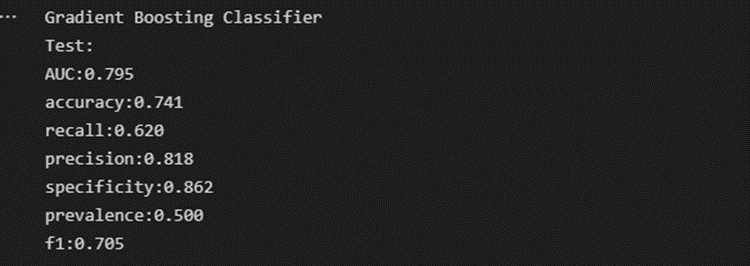 ... Gradient Boosting Classifier
Test:
AUC:0.795
accuracy:0.741
recall:0.620
precision:0.818
specificity:0.862
prevalence:0.500
f1:0.705